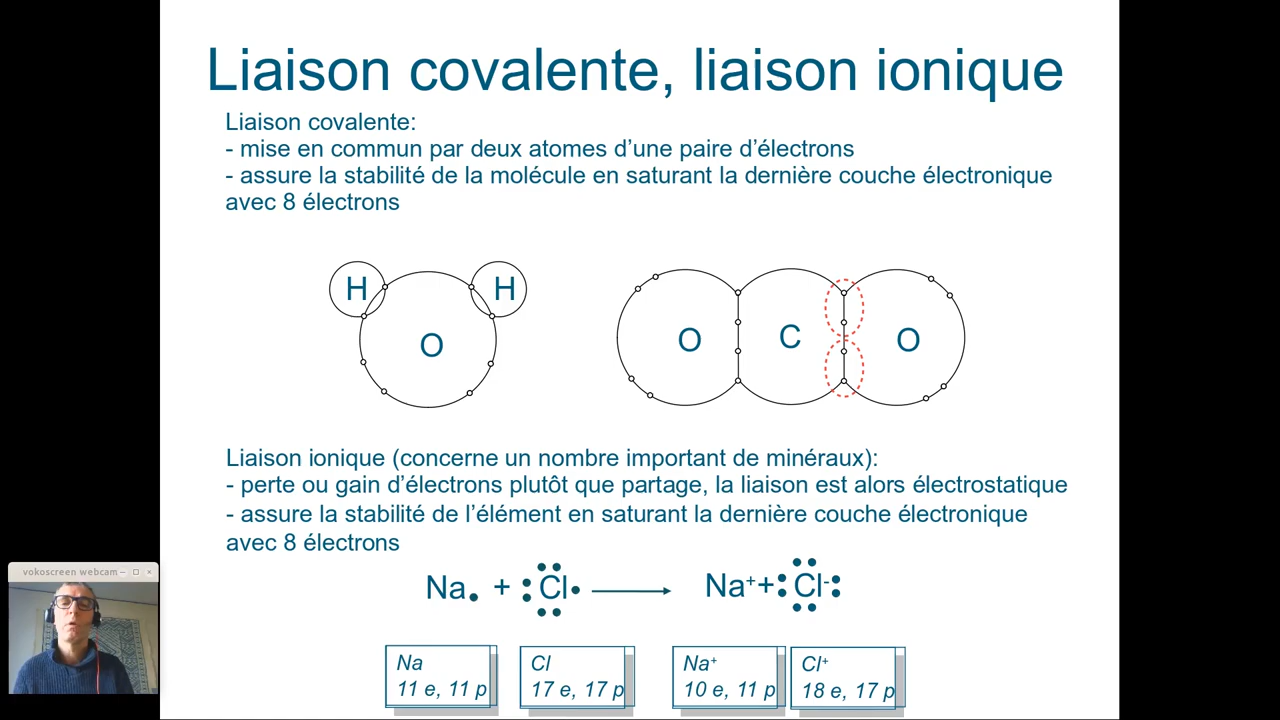 Liaison covalente, liaison ionique
Liaison covalente:
- mise en commun par deux atomes d’une paire d’électrons
- assure la stabilité de la molécule en saturant la dernière couche électronique
avec 8 électrons
H H
O
O C O
Liaison ionique (concerne un nombre important de minéraux):
- perte ou gain d’électrons plutôt que partage, la liaison est alors électrostatique
- assure la stabilité de l’élément en saturant la dernière couche électronique
avec 8 électrons
Na + Cl Na⁺+ Cl⁻
vokoscreen webcam
Na Cl Na⁺ Cl⁺
11 e, 11 p 17 e, 17 p 10 e, 11 p 18 e, 17 p